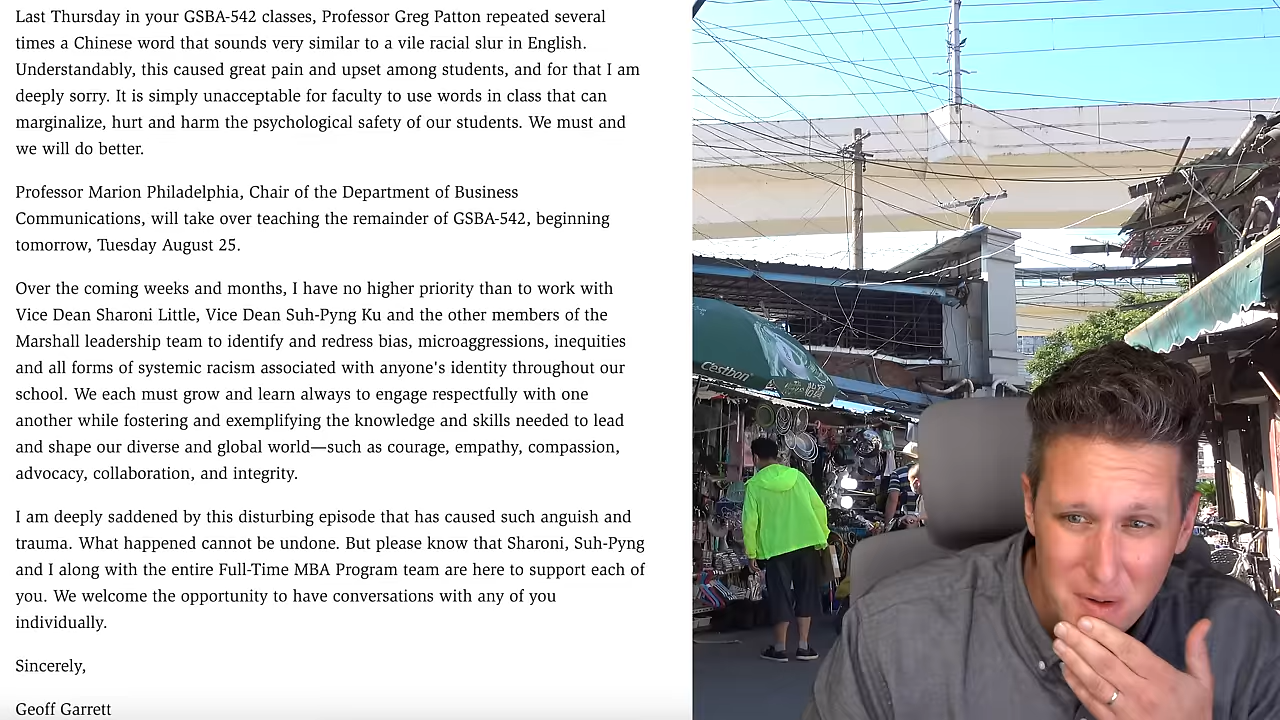 Last Thursday in your GSBA-542 classes, Professor Greg Patton repeated several
times a Chinese word that sounds very similar to a vile racial slur in English.
Understandably, this caused great pain and upset among students, and for that I am
deeply sorry. It is simply unacceptable for faculty to use words in class that can
marginalize, hurt and harm the psychological safety of our students. We must and
we will do better.
Professor Marion Philadelphia, Chair of the Department of Business
Communications, will take over teaching the remainder of GSBA-542, beginning
tomorrow, Tuesday August 25.
Over the coming weeks and months, I have no higher priority than to work with
Vice Dean Sharoni Little, Vice Dean Suh-Pyng Ku and the other members of the
Marshall leadership team to identify and redress bias, microaggressions, inequities
and all forms of systemic racism associated with anyone's identity throughout our
school. We each must grow and learn always to engage respectfully with one
another while fostering and exemplifying the knowledge and skills needed to lead
and shape our diverse and global world—such as courage, empathy, compassion,
advocacy, collaboration, and integrity.
I am deeply saddened by this disturbing episode that has caused such anguish and
trauma. What happened cannot be undone. But please know that Sharoni, Suh-Pyng
and I along with the entire Full-Time MBA Program team are here to support each of
you. We welcome the opportunity to have conversations with any of you
individually.
Sincerely,
Geoff Garrett
Cestbon